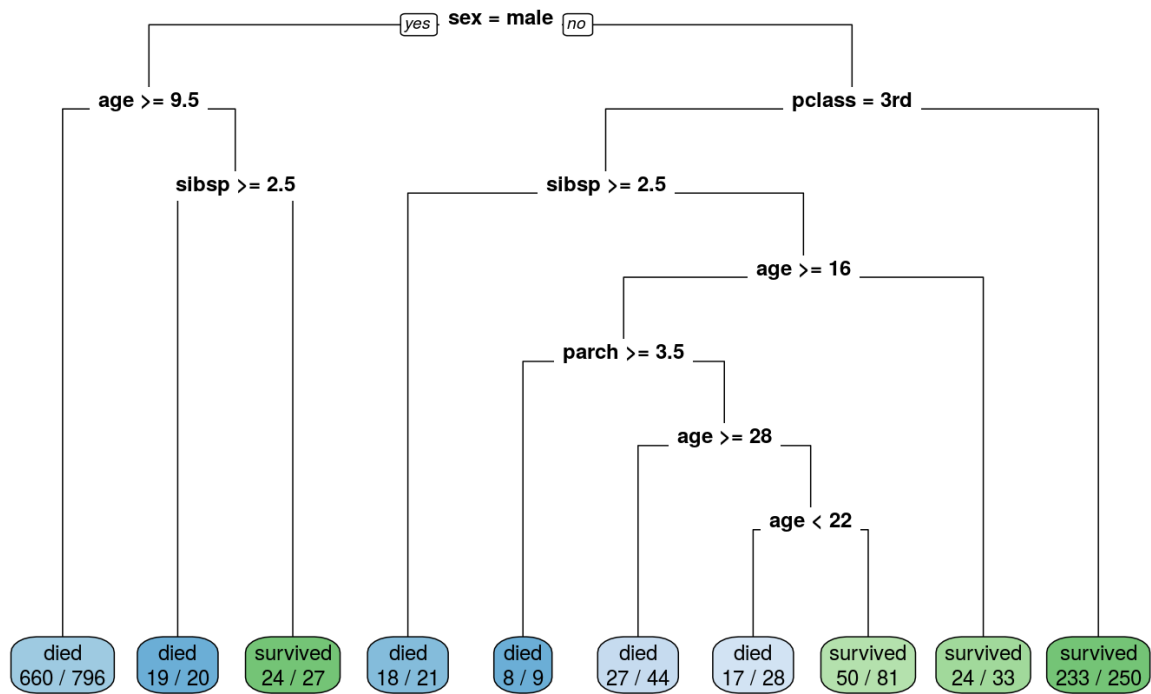 yes sex = male no
age >= 9.5
pclass = 3rd
sibsp >= 2.5
sibsp >= 2.5
age >= 16
parch >= 3.5
age >= 28
age < 22
died
660 / 796
died
19 / 20
survived
24 / 27
died
18 / 21
died
8 / 9
died
27 / 44
died
17 / 28
survived
50 / 81
survived
24 / 33
survived
233 / 250